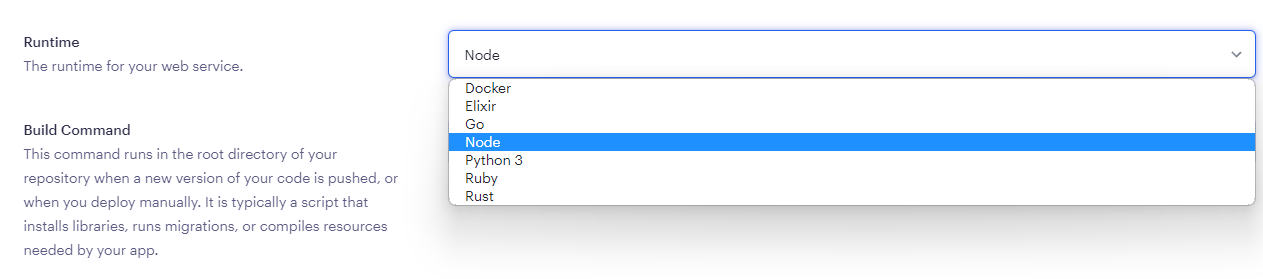 Runtime
The runtime for your web service.
Node
Docker
Elixir
Go
Node
Python 3
Ruby
Rust
Build Command
This command runs in the root directory of your
repository when a new version of your code is pushed, or
when you deploy manually. It is typically a script that
installs libraries, runs migrations, or compiles resources
needed by your app.